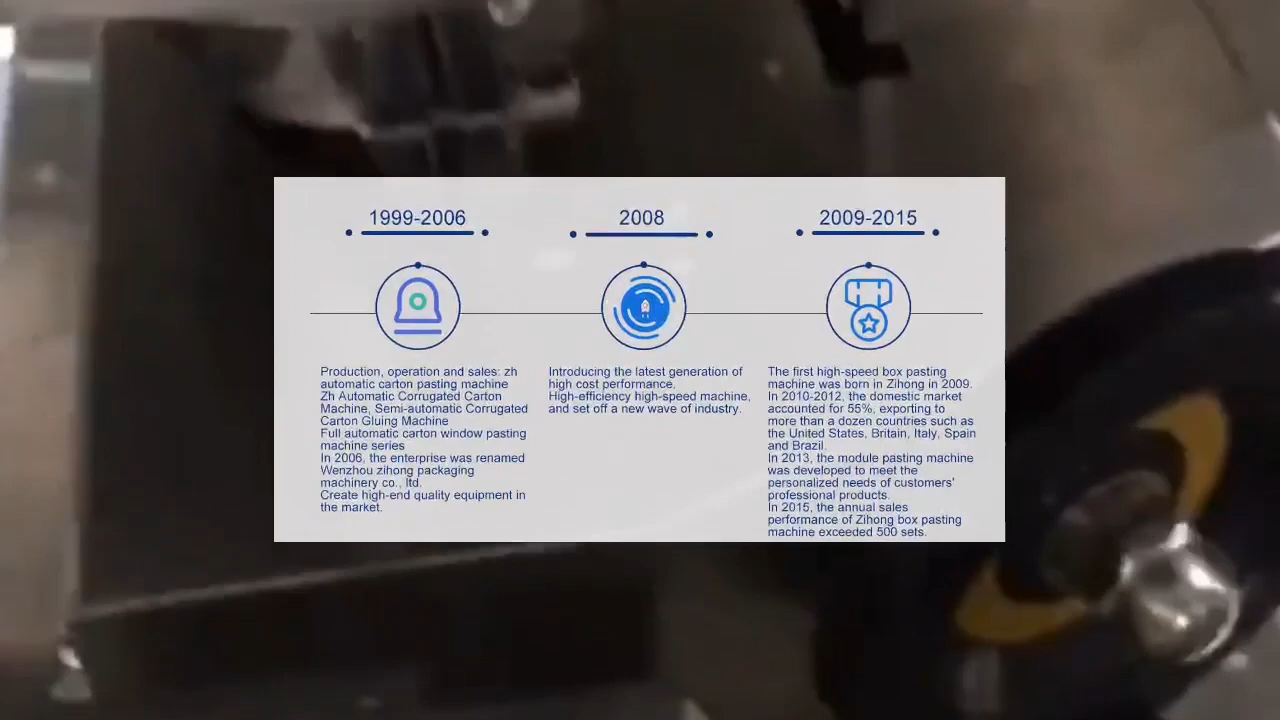 1999-2006
Production, operation and sales: zh
automatic carton pasting machine
Zh Automatic Corrugated Carton
Machine, Semi-automatic Corrugated
Carton Gluing Machine
Full automatic carton window pasting
machine series
In 2006, the enterprise was renamed
Wenzhou zihong packaging
machinery co., ltd.
Create high-end quality equipment in
the market.
2008
Introducing the latest generation of
high cost performance.
High-efficiency high-speed machine,
and set off a new wave of industry.
2009-2015
The first high-speed box pasting
machine was born in Zihong in 2009.
In 2010-2012, the domestic market
accounted for 55%, exporting to
more than a dozen countries such as
the United States, Britain, Italy, Spain
and Brazil.
In 2013, the module pasting machine
was developed to meet the
personalized needs of customers'
professional products.
In 2015, the annual sales
performance of Zihong box pasting
machine exceeded 500 sets.